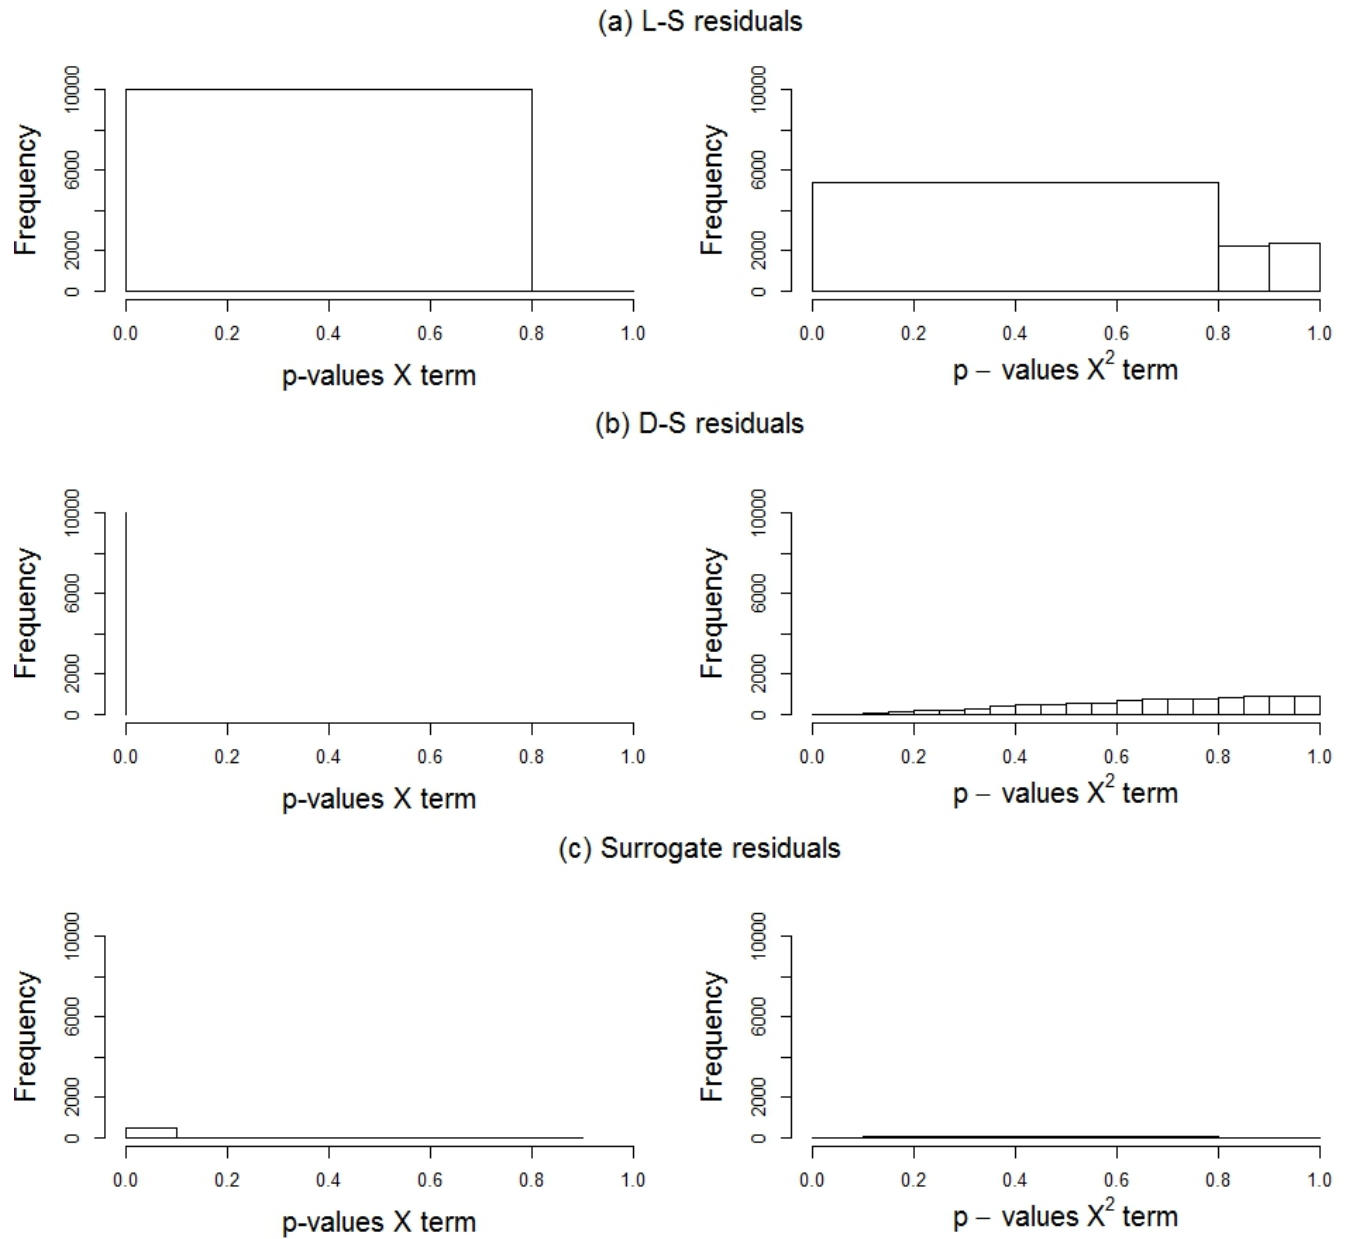 (a) L-S residuals
Frequency
0 2000 6000 10000
0.0 0.2 0.4 0.6 0.8 1.0
p-values X term
Frequency
0 2000 6000 10000
0.0 0.2 0.4 0.6 0.8 1.0
p − values X² term
(b) D-S residuals
Frequency
0 2000 6000 10000
0.0 0.2 0.4 0.6 0.8 1.0
p-values X term
Frequency
0 2000 6000 10000
0.0 0.2 0.4 0.6 0.8 1.0
p − values X² term
(c) Surrogate residuals
Frequency
0 2000 6000 10000
0.0 0.2 0.4 0.6 0.8 1.0
p-values X term
Frequency
0 2000 6000 10000
0.0 0.2 0.4 0.6 0.8 1.0
p − values X² term